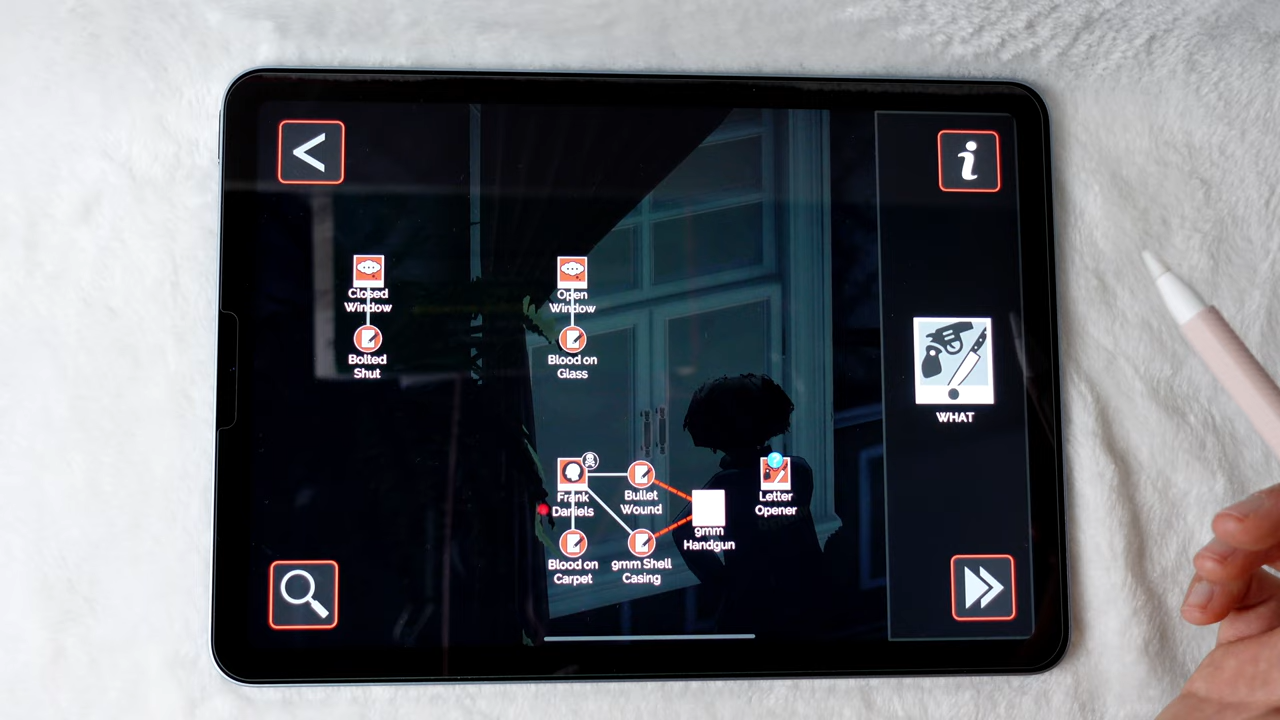 <
i
Closed
Window
Open
Window
Bolted
Shut
Blood on
Glass
WHAT
?
Frank
Daniels
Bullet
Wound
Letter
Opener
9mm
Handgun
Blood on
Carpet
9mm Shell
Casing